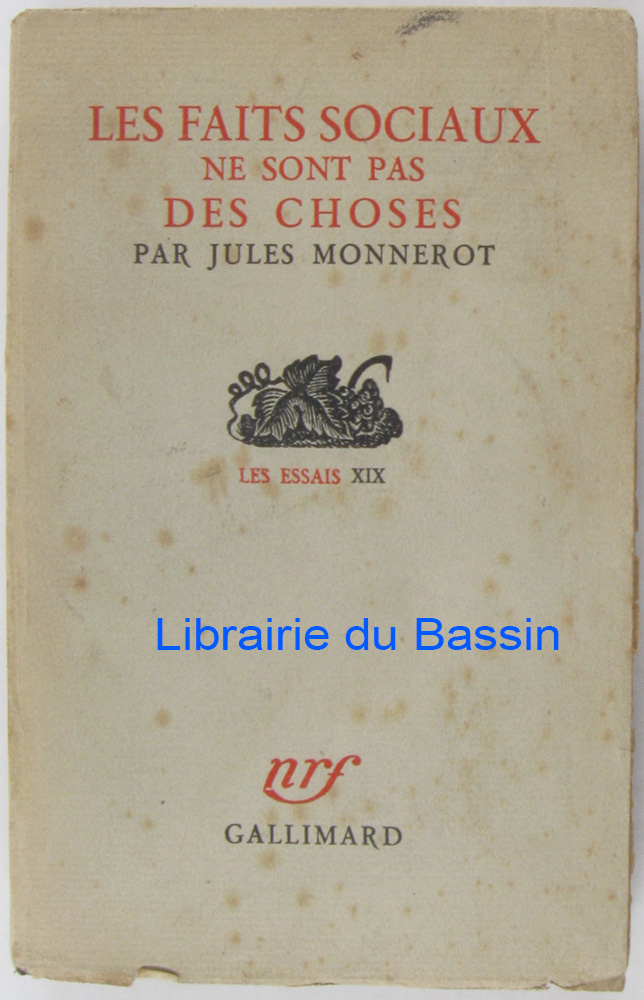 LES FAITS SOCIAUX
NE SONT PAS
DES CHOSES
PAR JULES MONNEROT
LES ESSAIS XIX
Librairie du Bassin
nrf
GALLIMARD